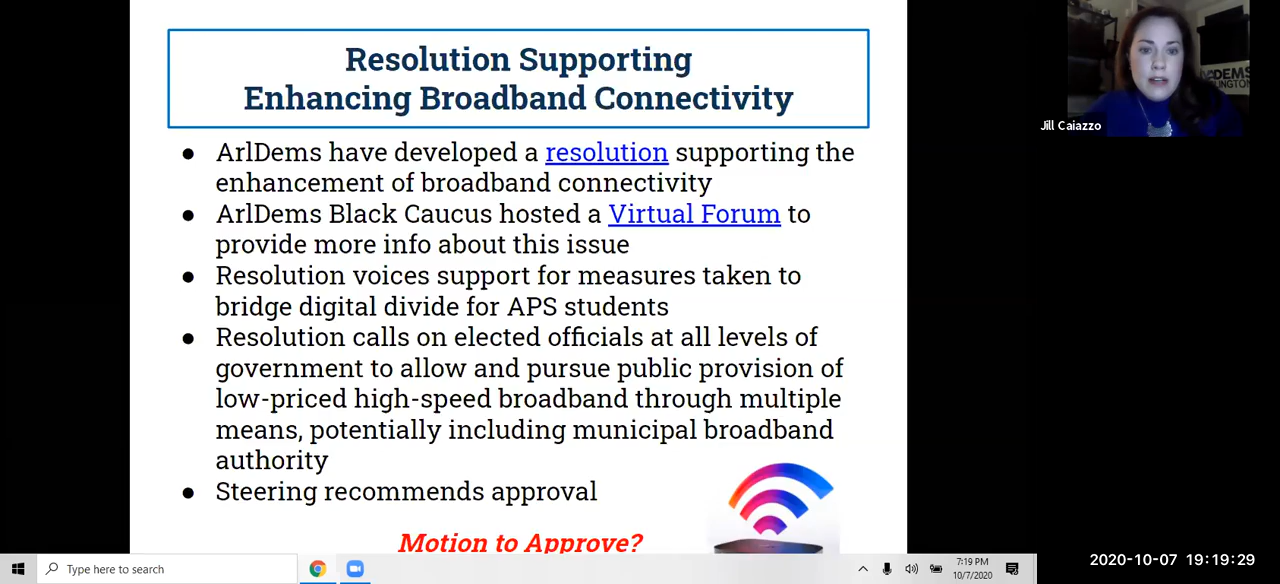 Resolution Supporting
Enhancing Broadband Connectivity
● ArlDems have developed a resolution supporting the
enhancement of broadband connectivity
● ArlDems Black Caucus hosted a Virtual Forum to
provide more info about this issue
● Resolution voices support for measures taken to
bridge digital divide for APS students
● Resolution calls on elected officials at all levels of
government to allow and pursue public provision of
low-priced high-speed broadband through multiple
means, potentially including municipal broadband
authority
● Steering recommends approval
Motion to Approve?
Jill Caiazzo
Type here to search
7:19 PM
10/7/2020
2020-10-07 19:19:29